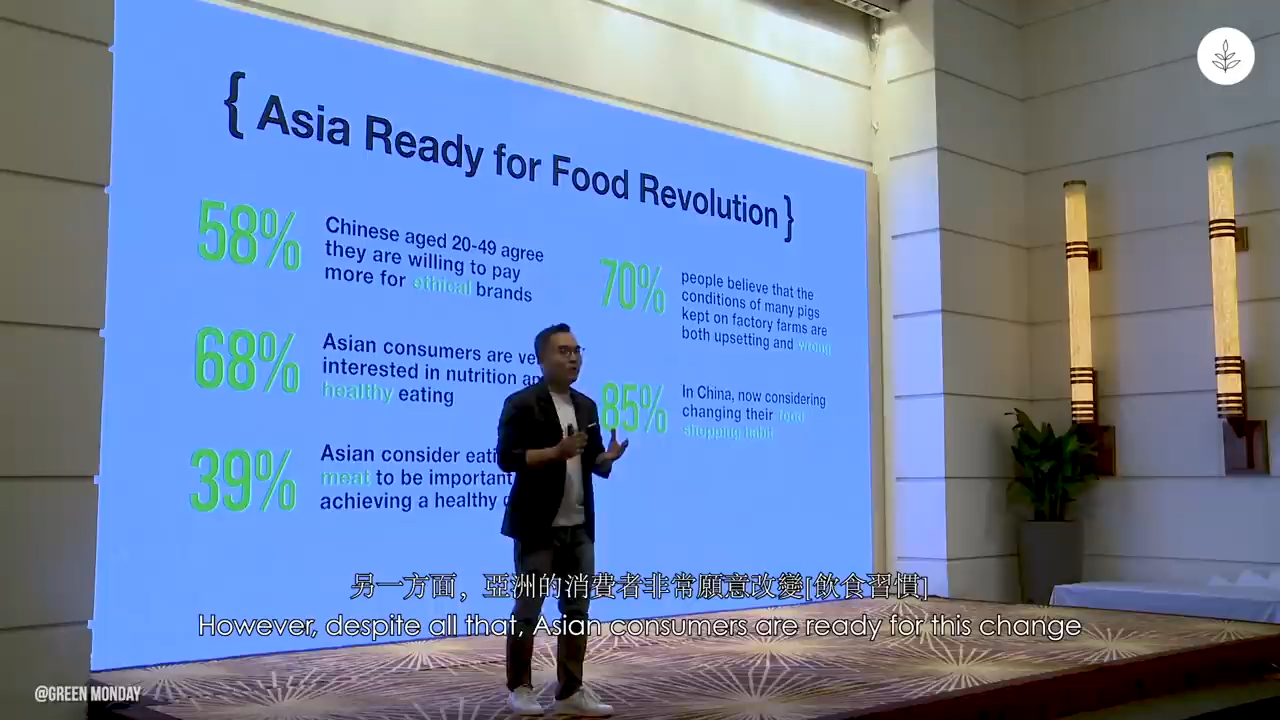 { Asia Ready for Food Revolution }
58%
Chinese aged 20-49 agree
they are willing to pay
more for ethical brands
68%
Asian consumers are
interested in nutrition
healthy eating
39%
Asian consider
meat to be important
achieving a healthy
70%
people believe that the
conditions of many pigs
kept on factory farms are
both upsetting and wrong
85%
In China, now considering
changing their food
shopping habit
另一方面，亞洲的消費者非常願意改變[飲食習慣]
However, despite all that, Asian consumers are ready for this change
@GREEN MONDAY